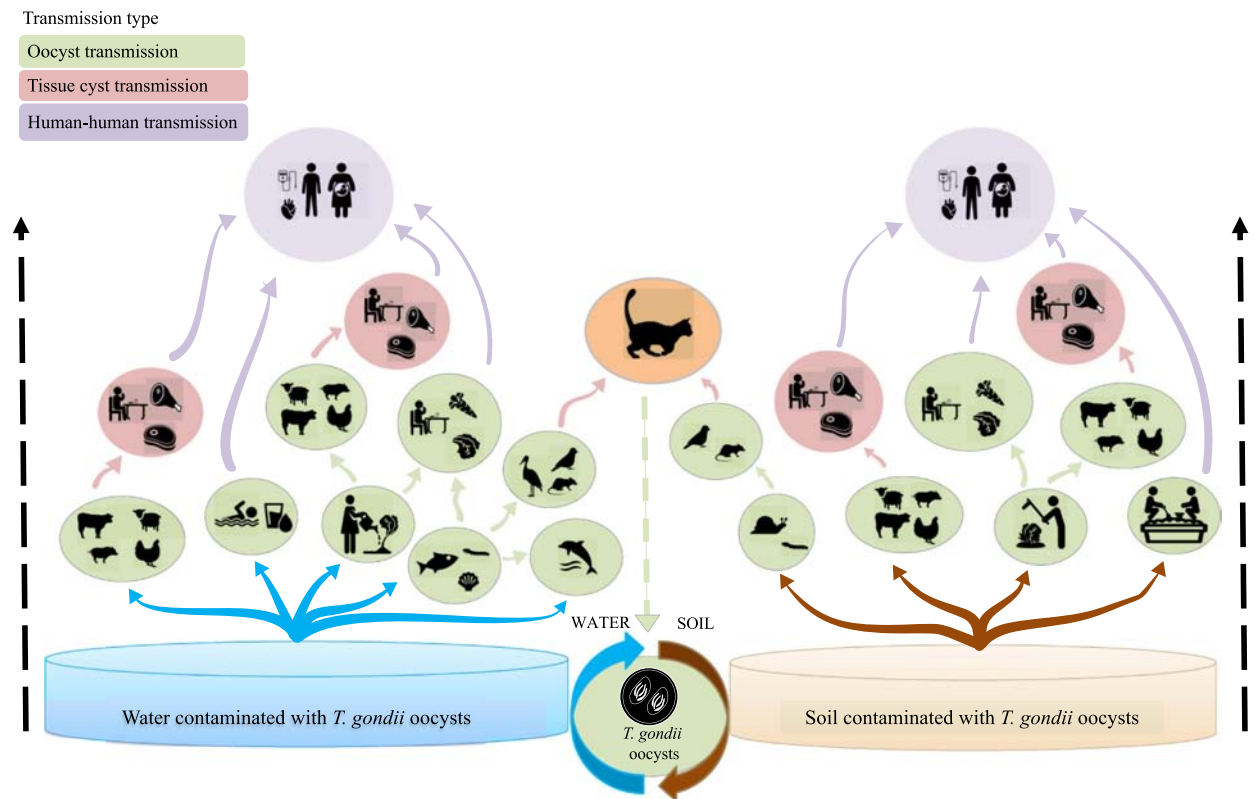 Transmission type
Oocyst transmission
Tissue cyst transmission
Human-human transmission
WATER
SOIL
Water contaminated with T. gondii oocysts
T. gondii
oocysts
Soil contaminated with T. gondii oocysts